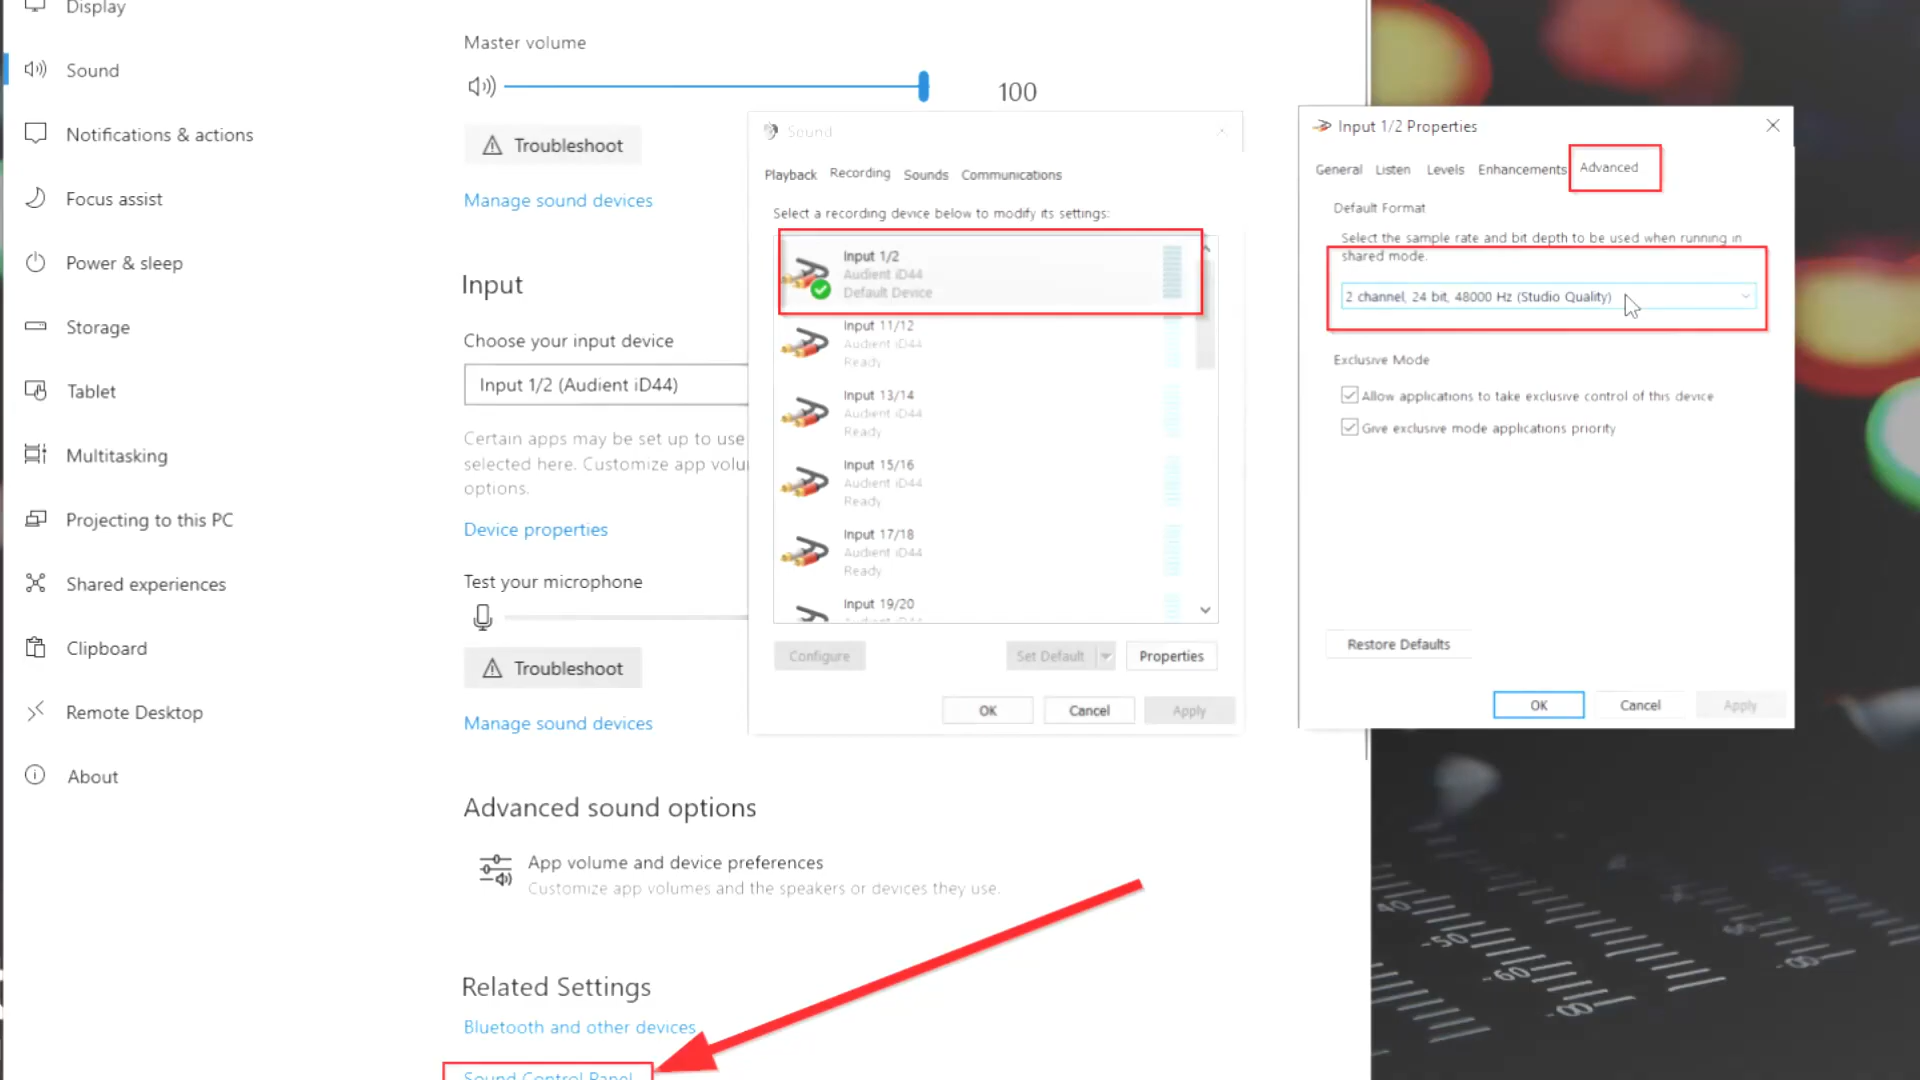 Display
Sound
Notifications & actions
Focus assist
Power & sleep
Storage
Tablet
Multitasking
Projecting to this PC
Shared experiences
Clipboard
Remote Desktop
About
Master volume
100
Troubleshoot
Manage sound devices
Input
Choose your input device
Input 1/2 (Audient iD44)
Certain apps may be set up to use
selected here. Customize app volu
options.
Device properties
Test your microphone
Troubleshoot
Manage sound devices
Advanced sound options
App volume and device preferences
Customize app volumes and the speakers or devices they use.
Related Settings
Bluetooth and other devices
Sound Control Panel
Sound
Playback Recording Sounds Communications
Select a recording device below to modify its settings:
Input 1/2
Audient iD44
Default Device
Input 11/12
Audient iD44
Ready
Input 13/14
Audient iD44
Ready
Input 15/16
Audient iD44
Ready
Input 17/18
Audient iD44
Ready
Input 19/20
Audient iD44
Configure Set Default Properties
OK Cancel Apply
Input 1/2 Properties
General Listen Levels Enhancements Advanced
Default Format
Select the sample rate and bit depth to be used when running in
shared mode.
2 channel, 24 bit, 48000 Hz (Studio Quality)
Exclusive Mode
Allow applications to take exclusive control of this device
Give exclusive mode applications priority
Restore Defaults
OK Cancel Apply
40
-50
-60